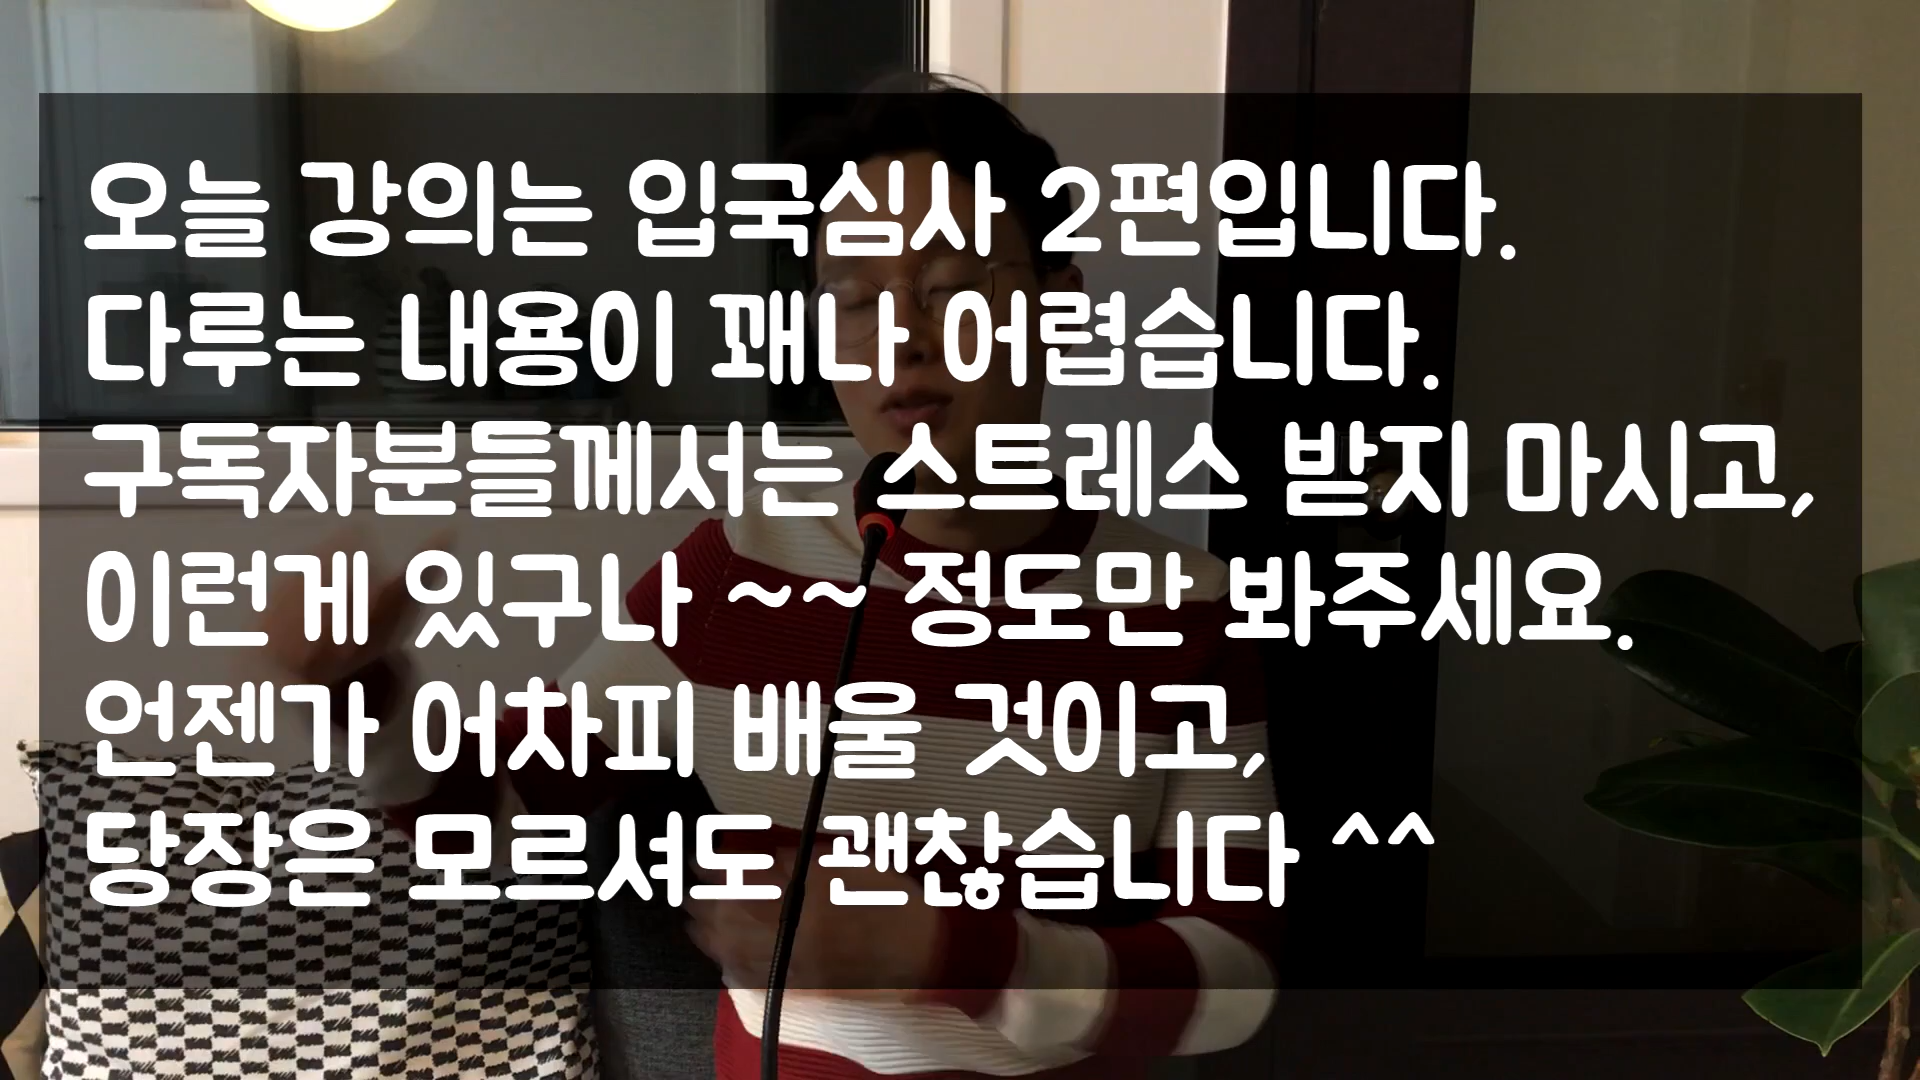 오늘 강의는 입국심사 2편입니다.
다루는 내용이 꽤나 어렵습니다.
구독자분들께서는 스트레스 받지 마시고,
이런게 있구나 ~~ 정도만 봐주세요.
언젠가 어차피 배울 것이고,
당장은 모르셔도 괜찮습니다 ^^